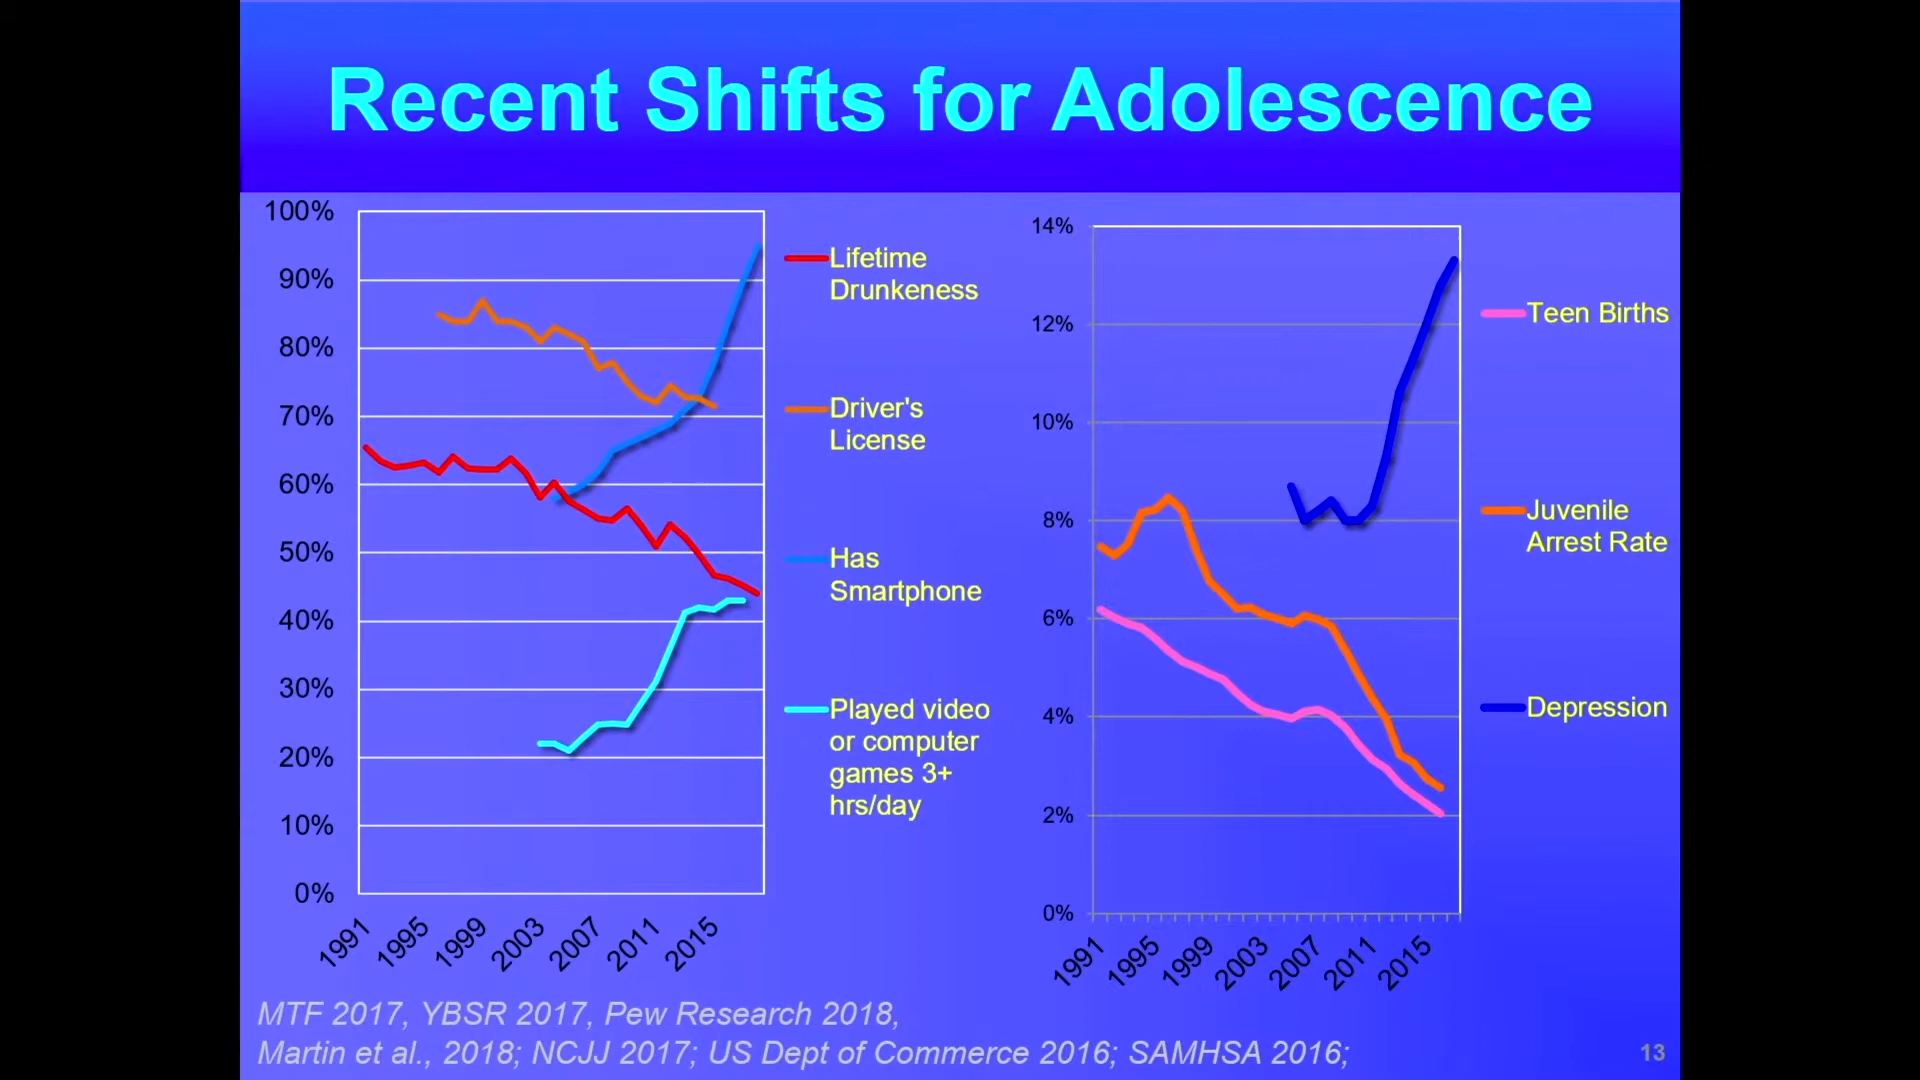 Recent Shifts for Adolescence
100%
90%
80%
70%
60%
50%
40%
30%
20%
10%
0%
1991
1995
1999
2003
2007
2011
2015
Lifetime
Drunkeness
Driver's
License
Has
Smartphone
Played video
or computer
games 3+
hrs/day
14%
12%
10%
8%
6%
4%
2%
0%
1991
1995
1999
2003
2007
2011
2015
Teen Births
Juvenile
Arrest Rate
Depression
MTF 2017, YBSR 2017, Pew Research 2018,
Martin et al., 2018; NCJJ 2017; US Dept of Commerce 2016; SAMHSA 2016;
13